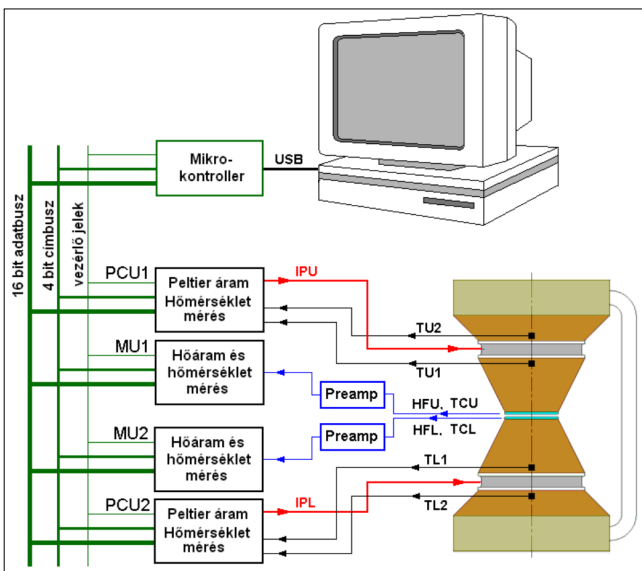 Mikro-
kontroller
USB
16 bit adatbusz
4 bit címbusz
vezérlő jelek
PCU1
Peltier áram
Hőmérséklet
mérés
IPU
TU2
TU1
MU1
Hőáram és
hőmérséklet
mérés
Preamp
HFU, TCU
HFL, TCL
Preamp
MU2
Hőáram és
hőmérséklet
mérés
TL1
PCU2
Peltier áram
Hőmérséklet
mérés
IPL
TL2